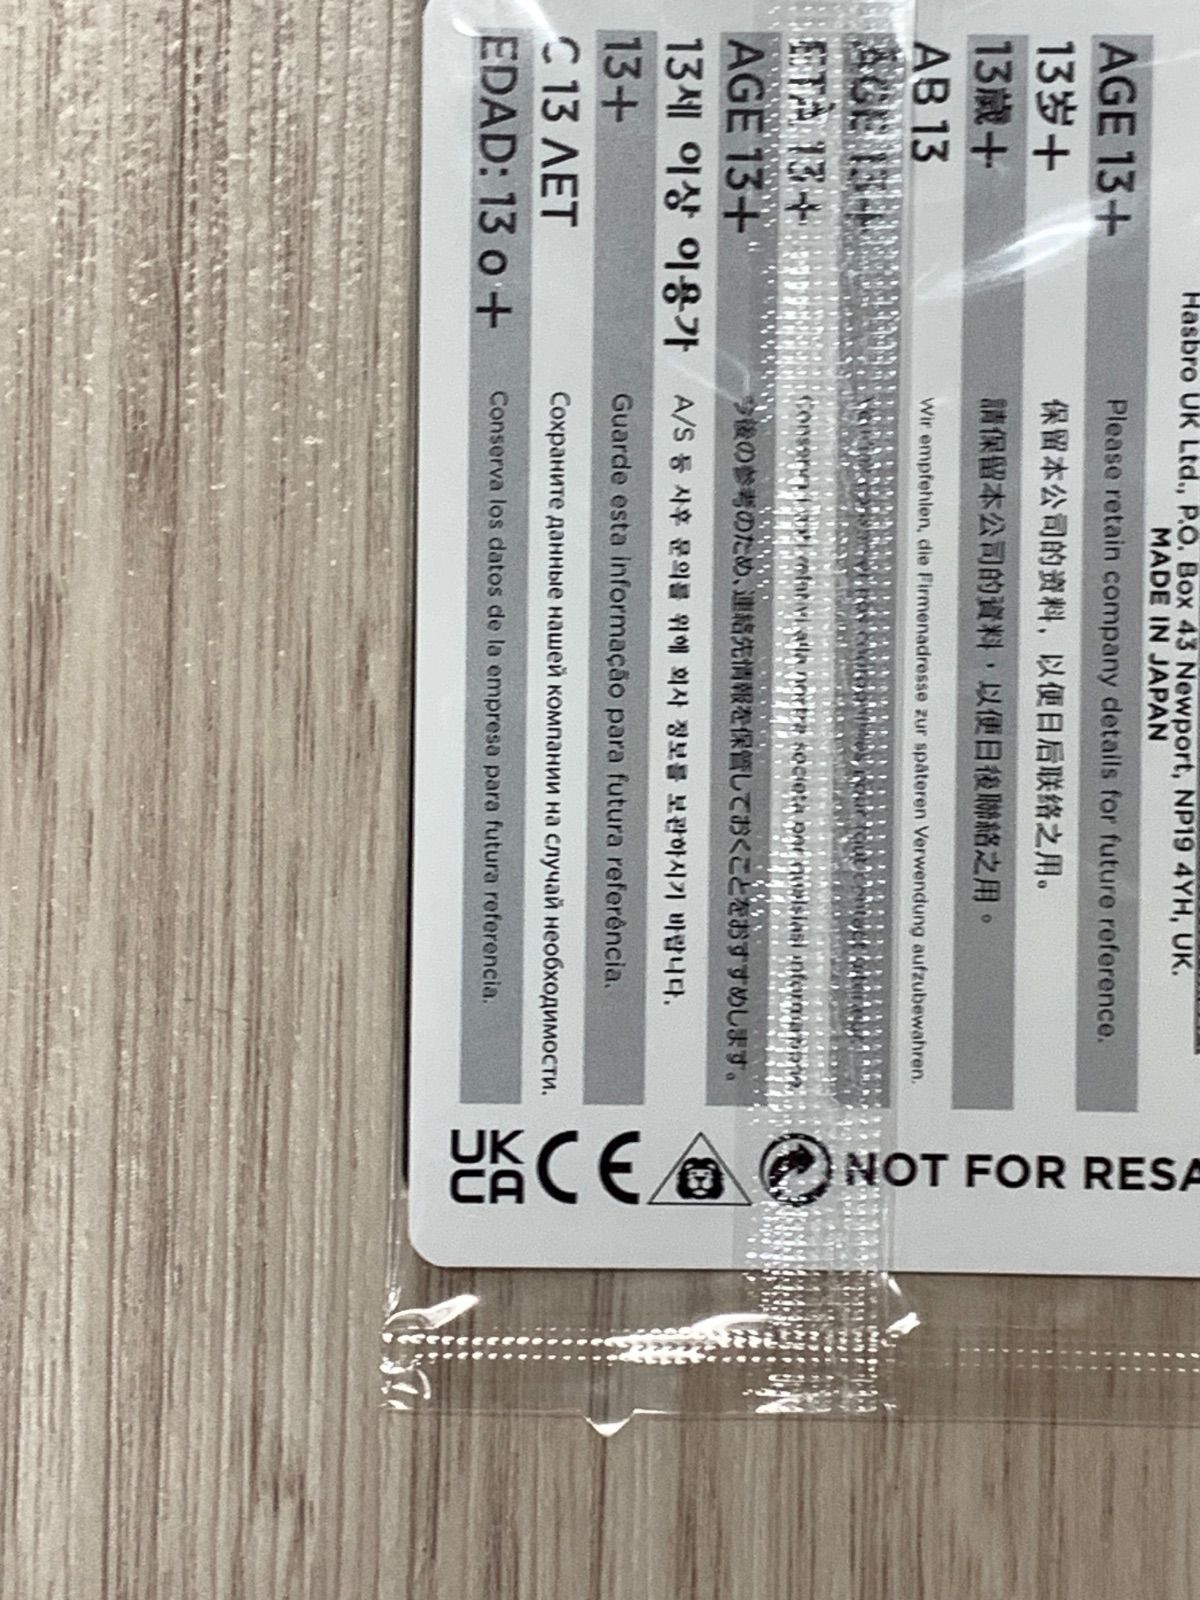 Hasbro UK Ltd., P.O. Box 43 Newport, NP19 4YH, UK.
MADE IN JAPAN
AGE 13+ Please retain company details for future reference.
13岁+ 保留本公司的资料，以便日后联络之用。
13歲+ 請保留本公司的資料，以便日後聯絡之用。
AB 13 Wir empfehlen, die Firmenadresse zur späteren Verwendung aufzubewahren.
AGE 13+
ETÀ 13+
AGE 13+ 今後の参考のため、連絡先情報を保管しておくことをおすすめします。
13세 이상 이용가 A/S 등 사후 문의를 위해 회사 정보를 보관하시기 바랍니다.
13+ Guarde esta informação para futura referência.
С 13 ЛЕТ Сохраните данные нашей компании на случай необходимости.
EDAD: 13 o + Conserva los datos de la empresa para futura referencia.
UK
CA
CE
NOT FOR RESA